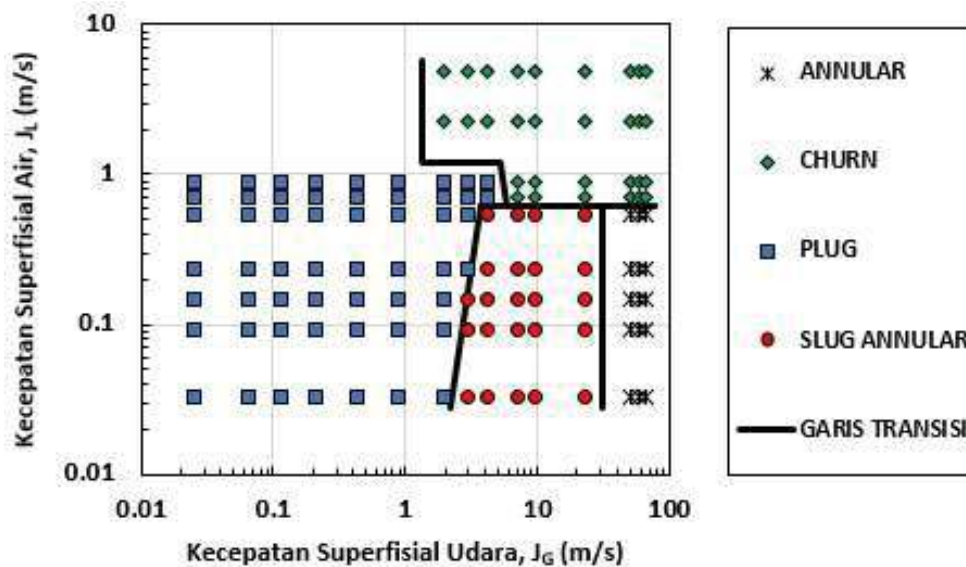 Kecepatan Superfisial Air, JL (m/s)
10
1
0.1
0.01
0.01
0.1
1
10
100
Kecepatan Superfisial Udara, JG (m/s)
ANNULAR
CHURN
PLUG
SLUG ANNULAR
GARIS TRANSISI